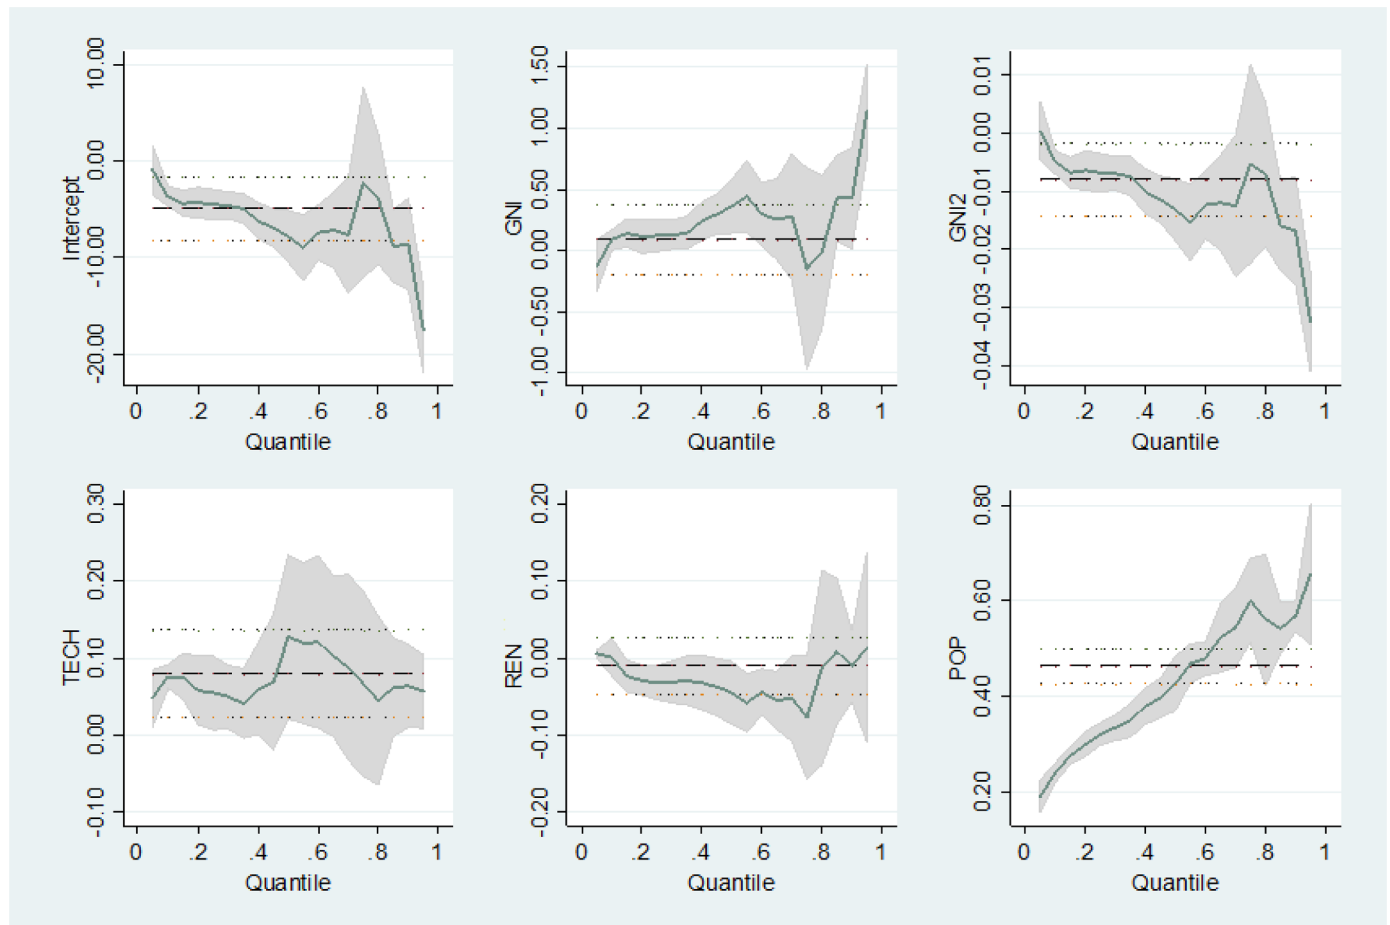 Intercept
10.00
0.00
-10.00
-20.00
0 .2 .4 .6 .8 1
Quantile
GNI
1.50
1.00
0.50
0.00
-0.50
-1.00
0 .2 .4 .6 .8 1
Quantile
GNI2
0.01
0.00
-0.01
-0.02
-0.03
-0.04
0 .2 .4 .6 .8 1
Quantile
TECH
0.30
0.20
0.10
0.00
-0.10
0 .2 .4 .6 .8 1
Quantile
REN
0.20
0.10
0.00
-0.10
-0.20
0 .2 .4 .6 .8 1
Quantile
POP
0.80
0.60
0.40
0.20
0 .2 .4 .6 .8 1
Quantile